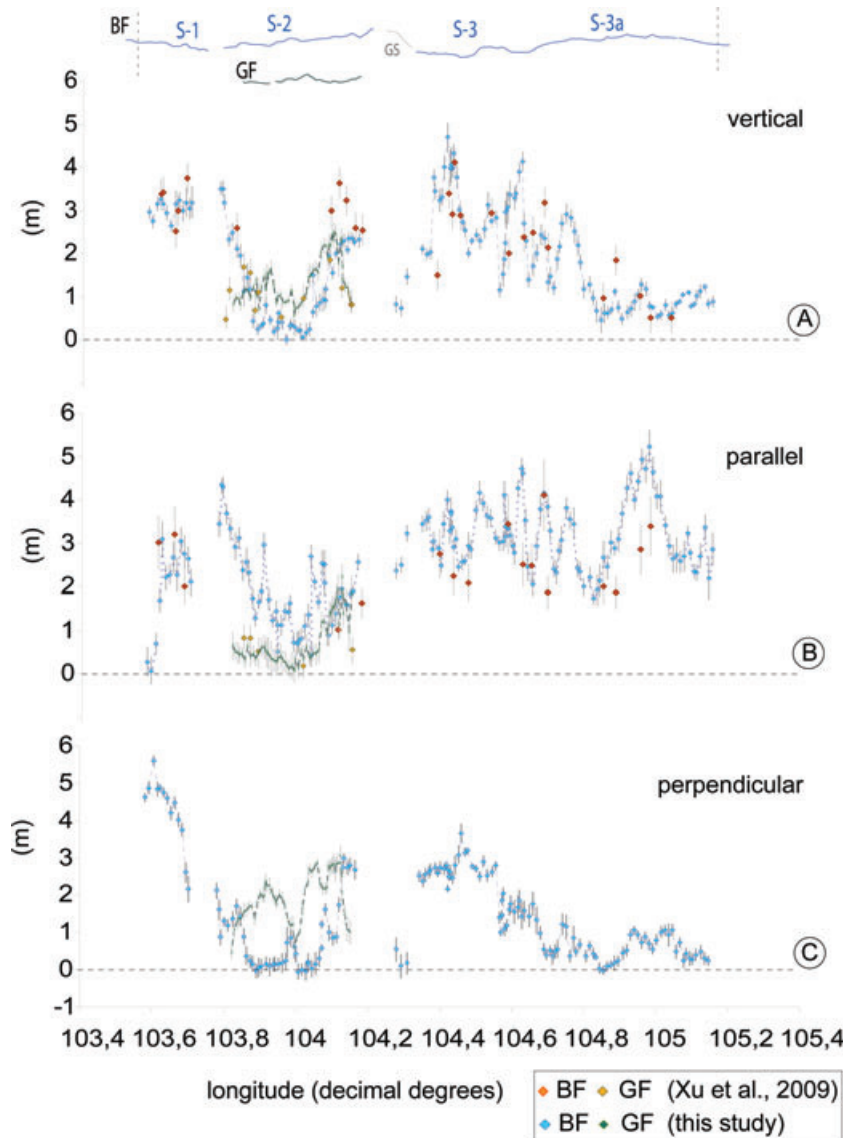 BF S-1 S-2 GS S-3 S-3a
GF
6
5
4
3
2
1
0
(m)
vertical
A
6
5
4
3
2
1
0
(m)
parallel
B
6
5
4
3
2
1
0
-1
(m)
perpendicular
C
103,4 103,6 103,8 104 104,2 104,4 104,6 104,8 105 105,2 105,4
longitude (decimal degrees)
BF GF (Xu et al., 2009)
BF GF (this study)